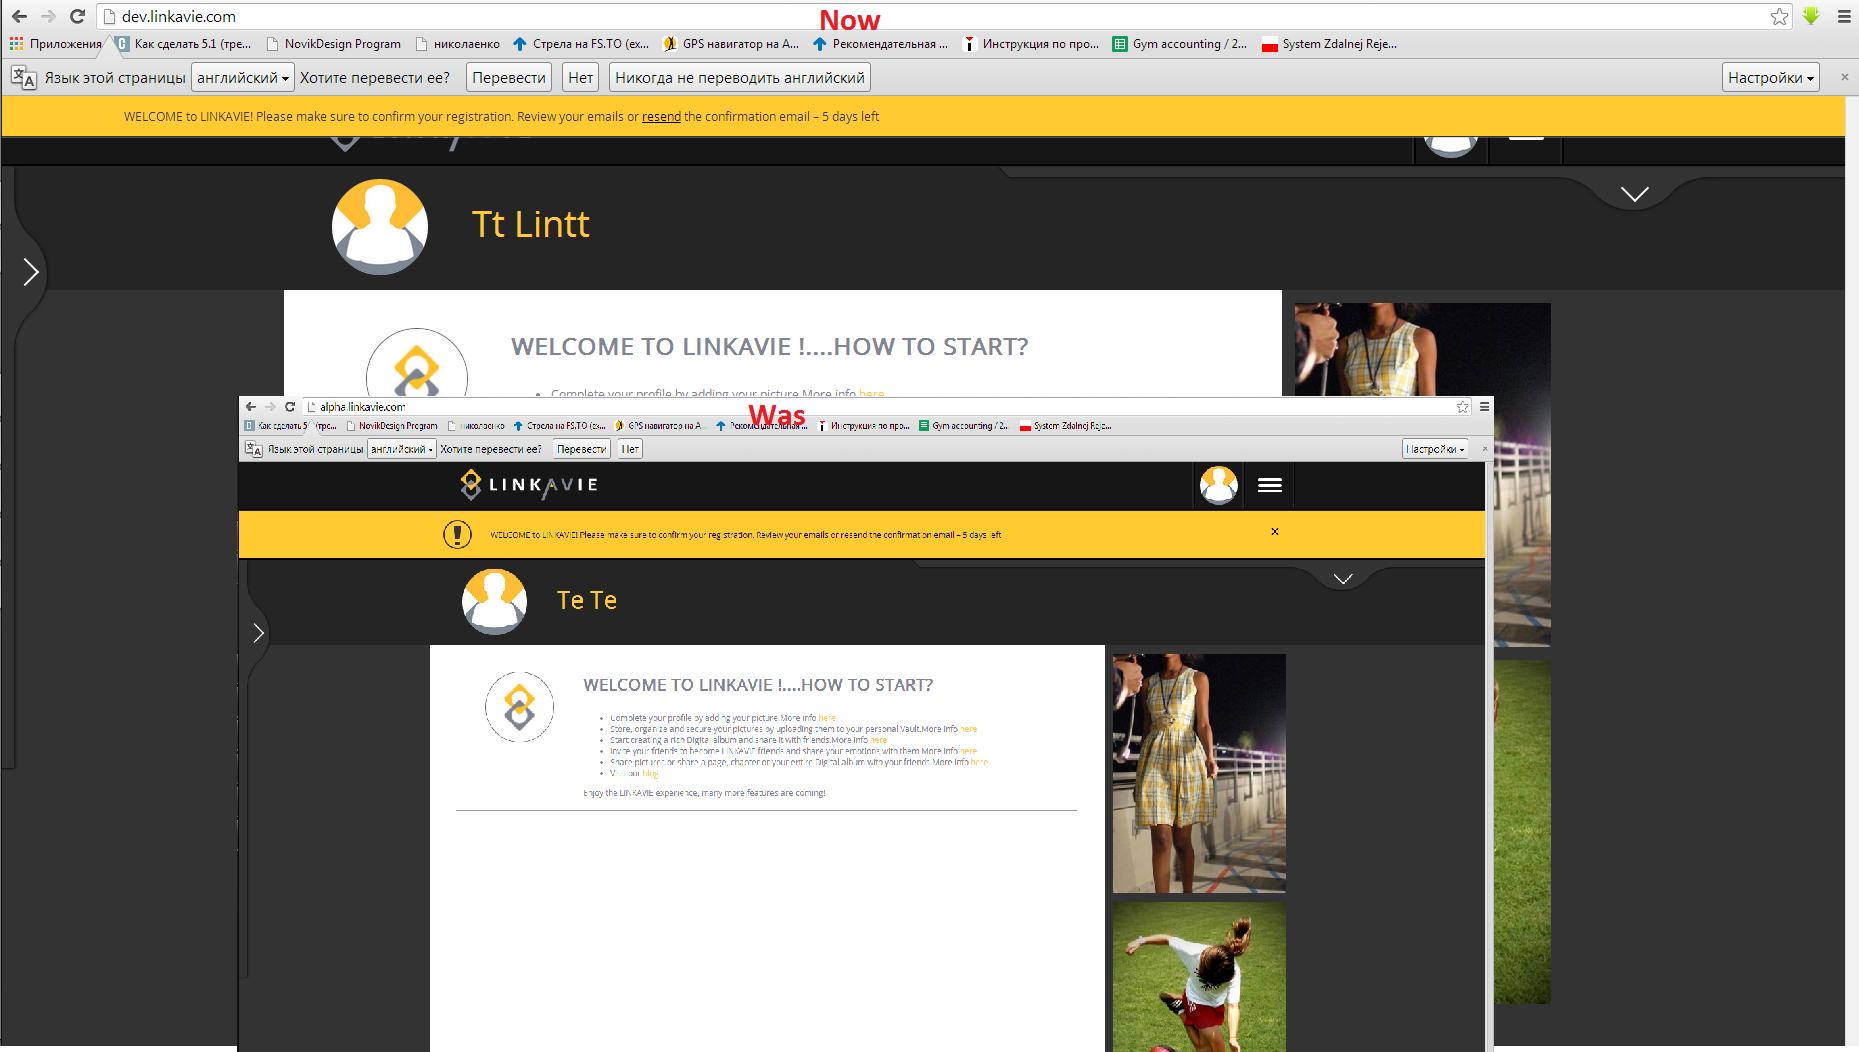 dev.linkavie.com
Now
Приложения Как сделать 5.1 (тре... NovikDesign Program николаенко Стрела на FS.TO (ex... GPS навигатор на A... Рекомендательная ... Инструкция по про... Gym accounting / 2... System Zdalnej Reje...
Язык этой страницы английский Хотите перевести ее? Перевести Нет Никогда не переводить английский Настройки
WELCOME to LINKAVIE! Please make sure to confirm your registration. Review your emails or resend the confirmation email – 5 days left
Tt Lintt
WELCOME TO LINKAVIE !....HOW TO START?
Complete your profile by adding your picture.More info here
alpha.linkavie.com
Was
Как сделать 5 (тре... NovikDesign Program николаенко Стрела на FS.TO (ex... GPS навигатор на A... Рекомендательная ... Инструкция по про... Gym accounting / 2... System Zdalnej Reje...
Язык этой страницы английский Хотите перевести ее? Перевести Нет Настройки
LINKAVIE
WELCOME to LINKAVIE! Please make sure to confirm your registration. Review your emails or resend the confirmation email – 5 days left
Te Te
WELCOME TO LINKAVIE !....HOW TO START?
Complete your profile by adding your picture.More info here
Store, organize and secure your pictures by uploading them to your personal Vault.More info here
Start creating a rich Digital album and share it with friends.More info here
Invite your friends to become LINKAVIE friends and share your emotions with them.More info here
Share pictures or share a page, chapter or your entire Digital album with your friends.More info here
Visit our blog
Enjoy the LINKAVIE experience, many more features are coming!